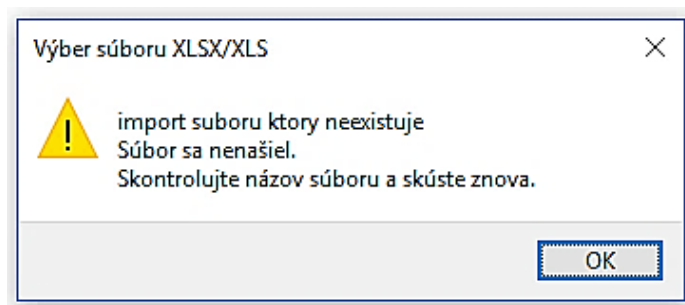 Výber súboru XLSX/XLS
import suboru ktory neexistuje
Súbor sa nenašiel.
Skontrolujte názov súboru a skúste znova.
OK